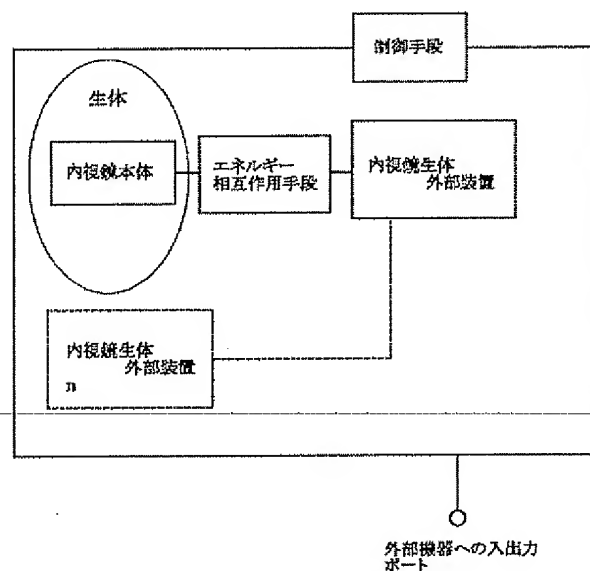 制御手段
生体
内視鏡本体
エネルギー
相互作用手段
内視鏡生体
外部装置
内視鏡生体
外部装置
n
外部機器への入出力
ポート